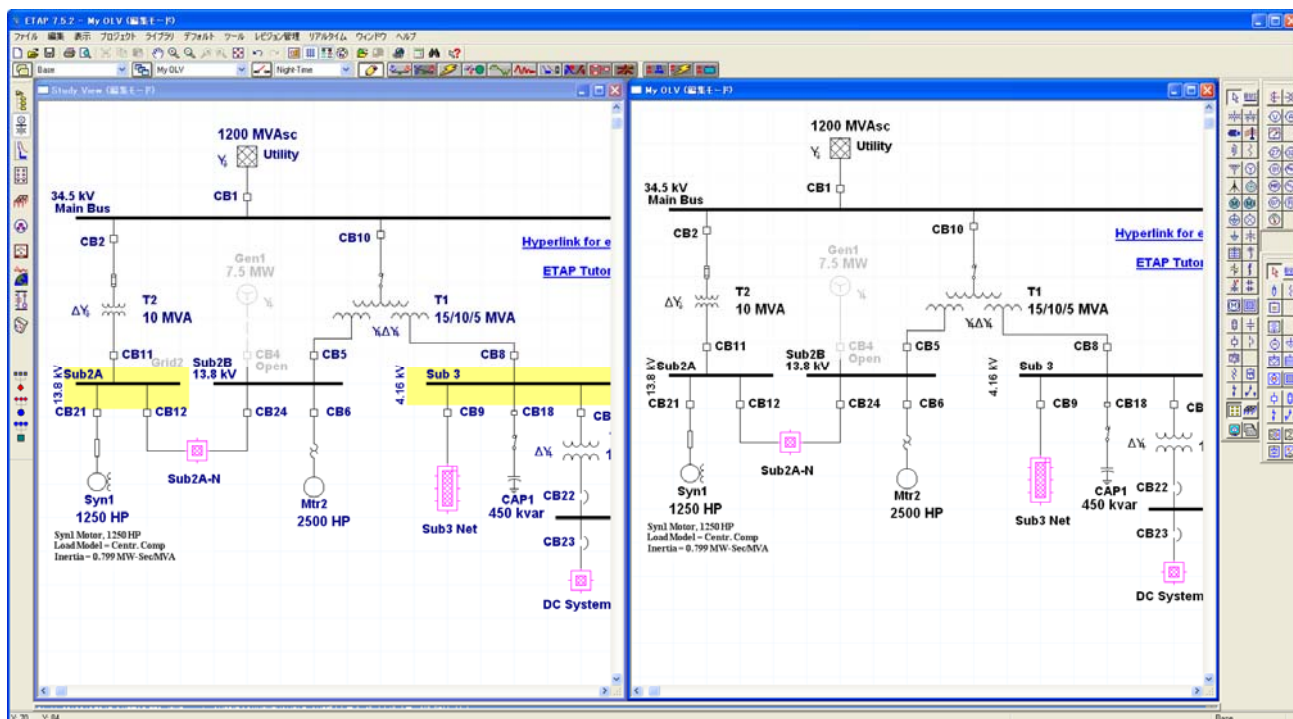 ETAP 7.5.2 - My OLV (編集モード)
ファイル 編集 表示 プロジェクト ライブラリ デフォルト ツール レビジョン管理 リアルタイム ウィンドウ ヘルプ
Base My OLV Night-Time
Study View (編集モード)
1200 MVAsc
Utility
CB1
34.5 kV
Main Bus
CB2
CB10
Hyperlink for e
Gen1
7.5 MW
ETAP Tutor
T2
10 MVA
T1
15/10/5 MVA
CB11
Grid2
CB4
Open
CB5
CB8
13.8 kV
Sub2A
Sub2B
13.8 kV
4.16 kV
Sub 3
CB21
CB12
CB24
CB6
CB9
CB18
CB
Sub2A-N
Syn1
1250 HP
Mtr2
2500 HP
Sub3 Net
CAP1
450 kvar
CB22
CB23
Syn1 Motor, 1250 HP
Load Model = Centr. Comp
Inertia = 0.799 MW-Sec/MVA
DC System
My OLV (編集モード)
1200 MVAsc
Utility
CB1
34.5 kV
Main Bus
CB2
CB10
Hyperlink for e
Gen1
7.5 MW
ETAP Tutor
T2
10 MVA
T1
15/10/5 MVA
CB11
CB4
Open
CB5
CB8
13.8 kV
Sub2A
Sub2B
13.8 kV
4.16 kV
Sub 3
CB21
CB12
CB24
CB6
CB9
CB18
CB
Sub2A-N
Syn1
1250 HP
Mtr2
2500 HP
Sub3 Net
CAP1
450 kvar
CB22
CB23
Syn1 Motor, 1250 HP
Load Model = Centr. Comp
Inertia = 0.799 MW-Sec/MVA
DC System